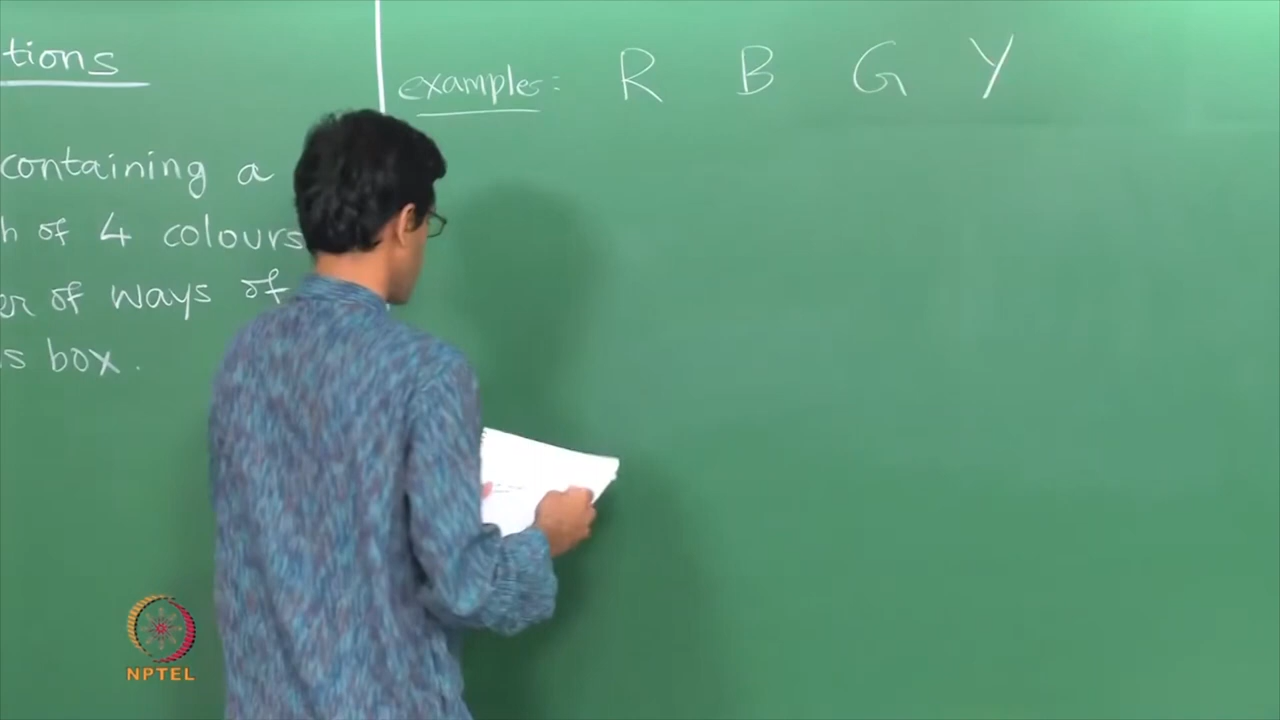 tions
containing a
h of 4 colours
er of ways of
s box.
examples: R B G Y
NPTEL